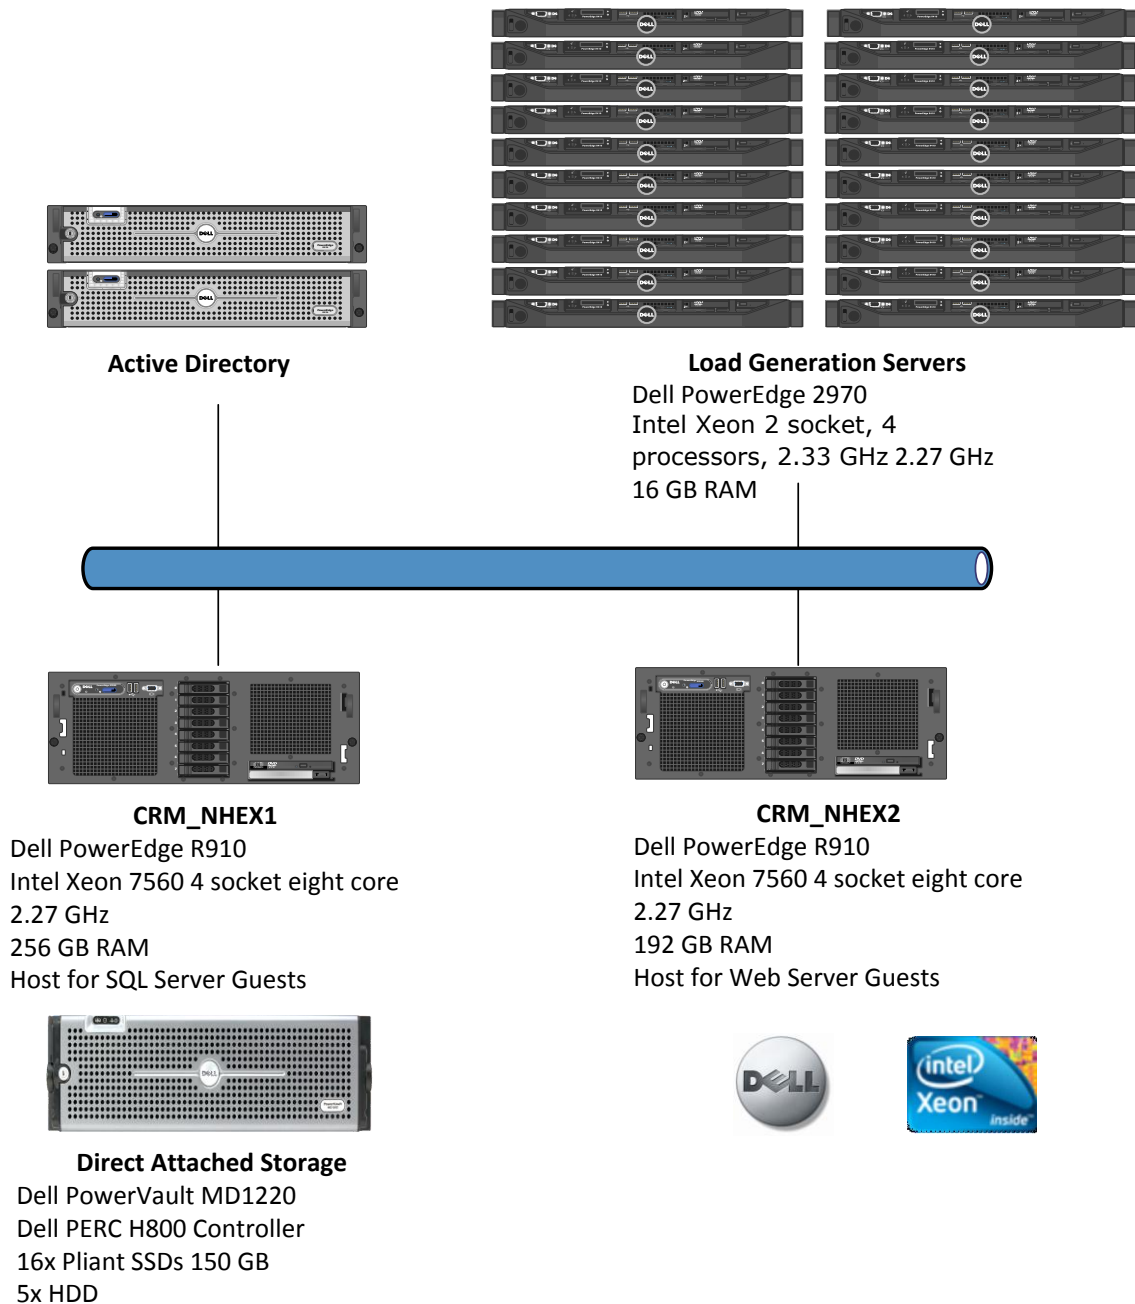 Active Directory
Load Generation Servers
Dell PowerEdge 2970
Intel Xeon 2 socket, 4
processors, 2.33 GHz 2.27 GHz
16 GB RAM
CRM_NHEX1
Dell PowerEdge R910
Intel Xeon 7560 4 socket eight core
2.27 GHz
256 GB RAM
Host for SQL Server Guests
CRM_NHEX2
Dell PowerEdge R910
Intel Xeon 7560 4 socket eight core
2.27 GHz
192 GB RAM
Host for Web Server Guests
DELL
intel
Xeon™
inside™
Direct Attached Storage
Dell PowerVault MD1220
Dell PERC H800 Controller
16x Pliant SSDs 150 GB
5x HDD